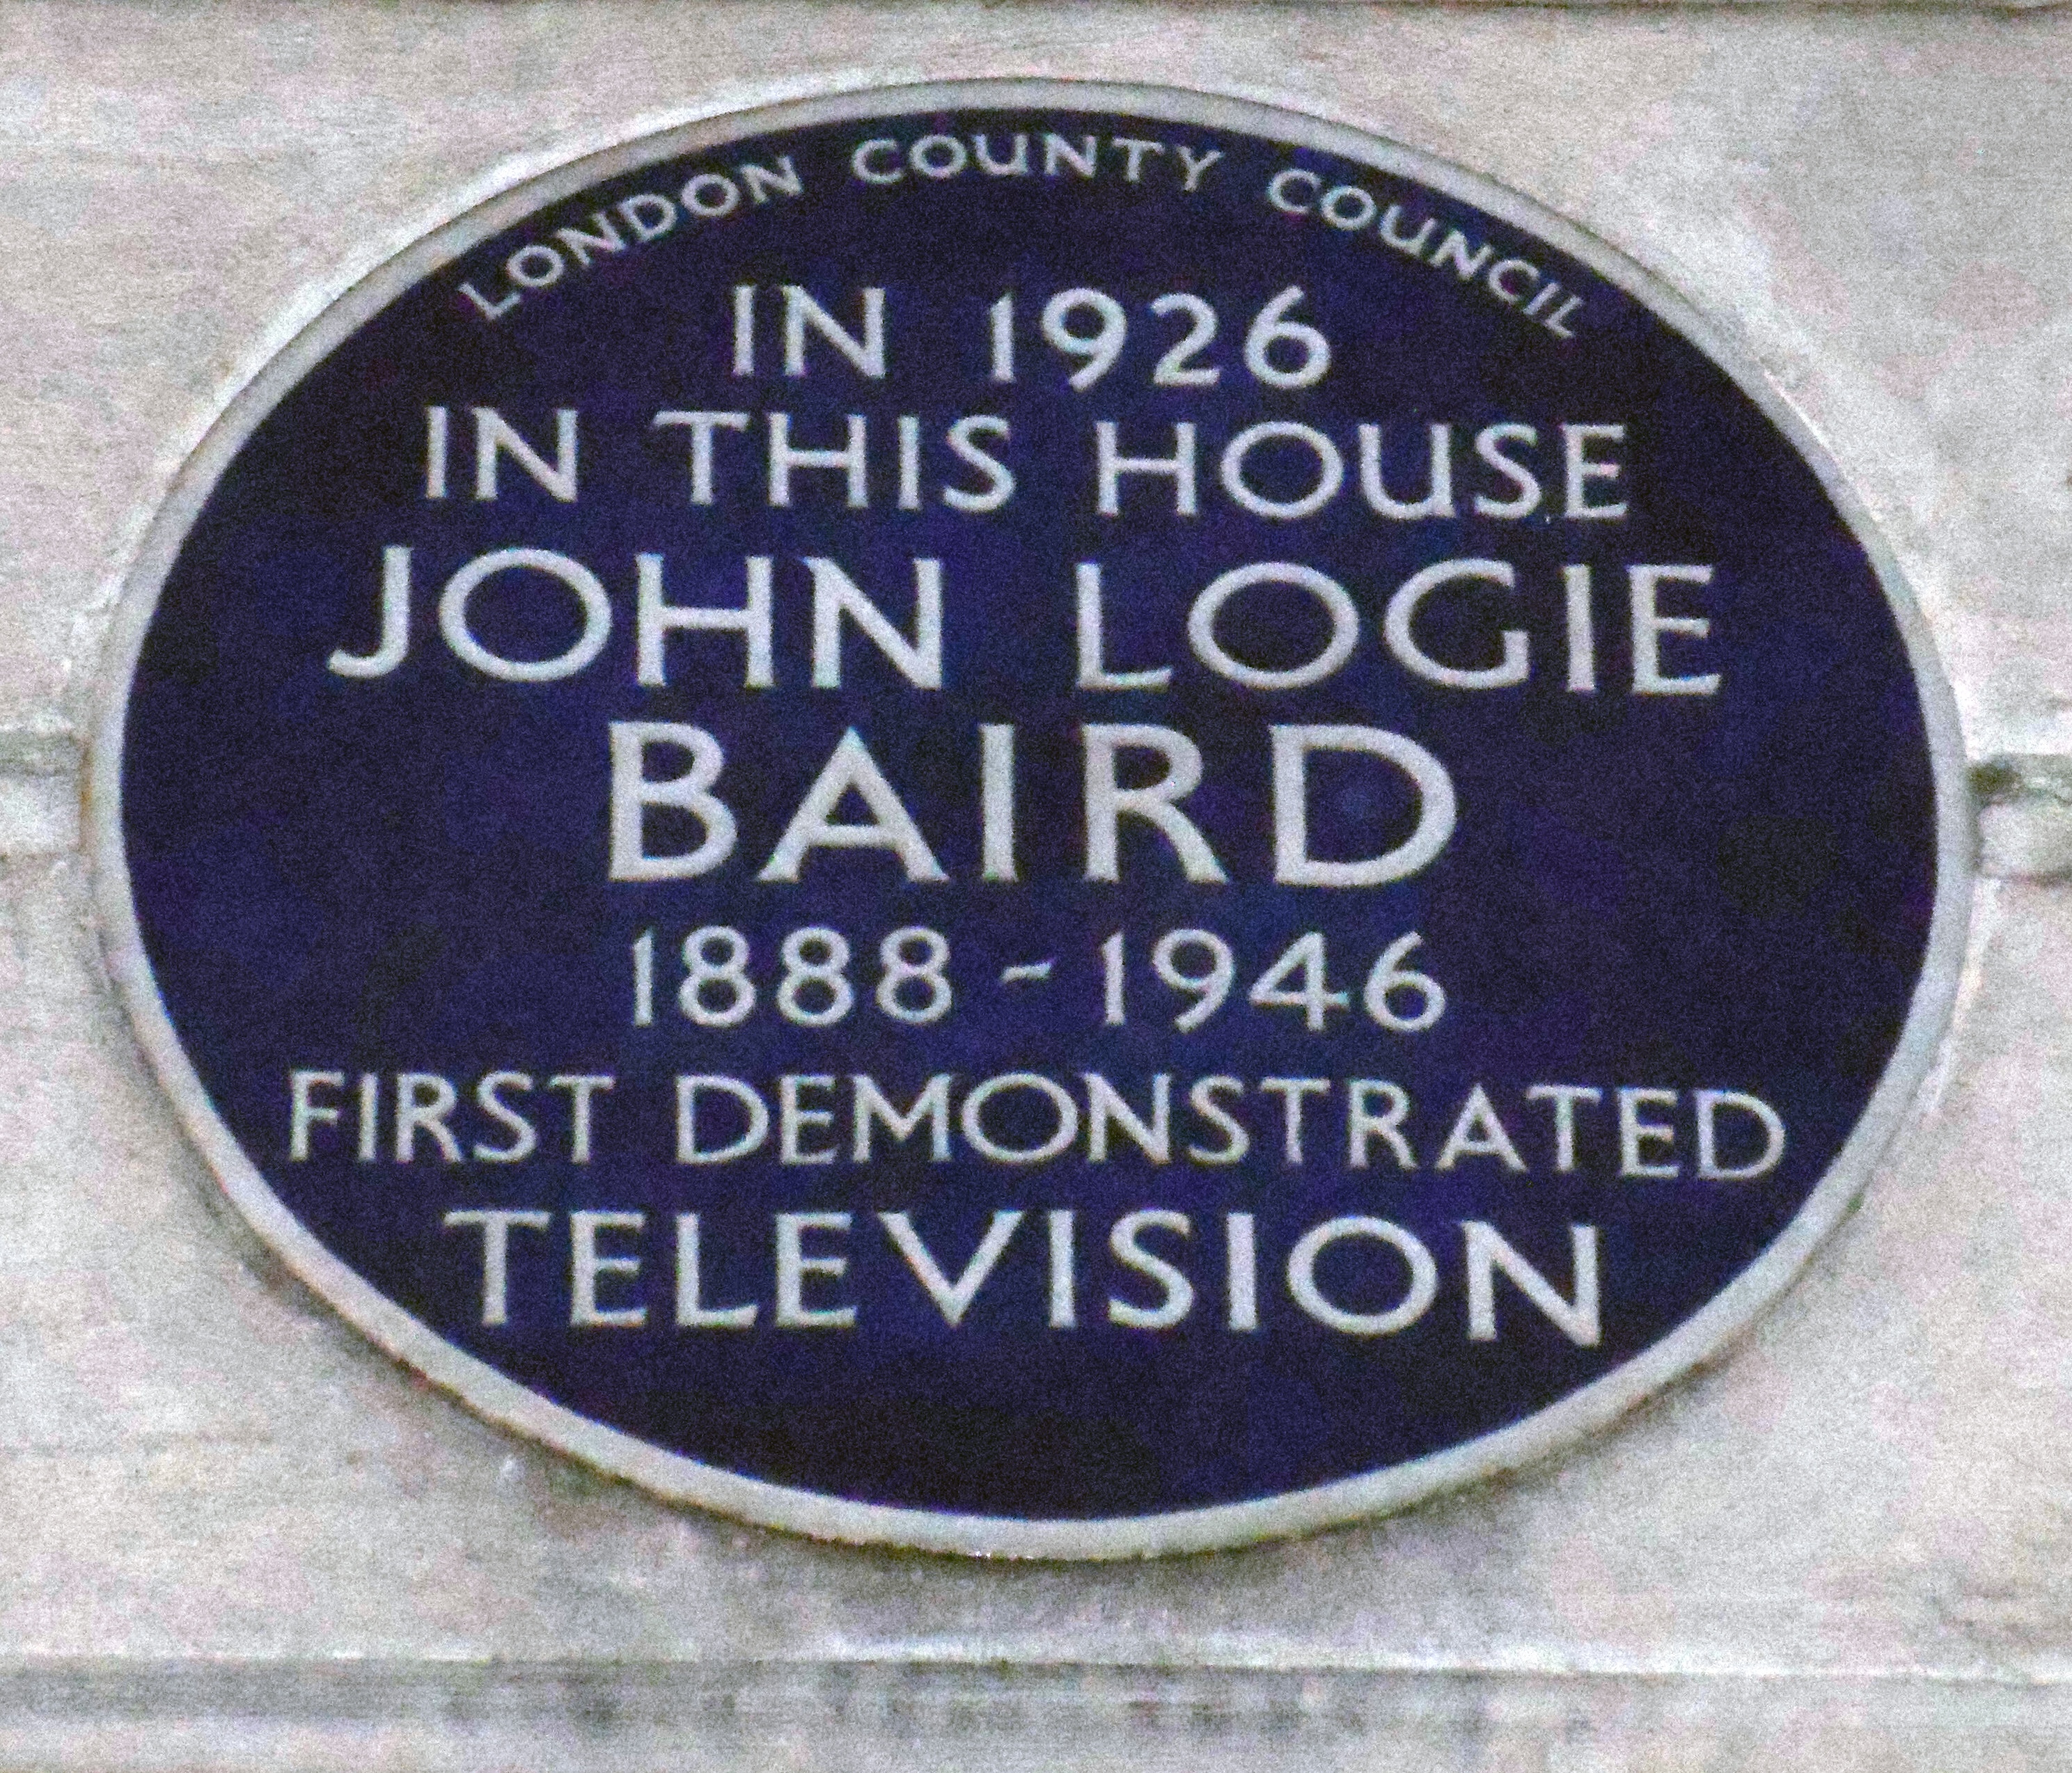 LONDON COUNTY COUNCIL
IN 1926
IN THIS HOUSE
JOHN LOGIE
BAIRD
1888-1946
FIRST DEMONSTRATED
TELEVISION